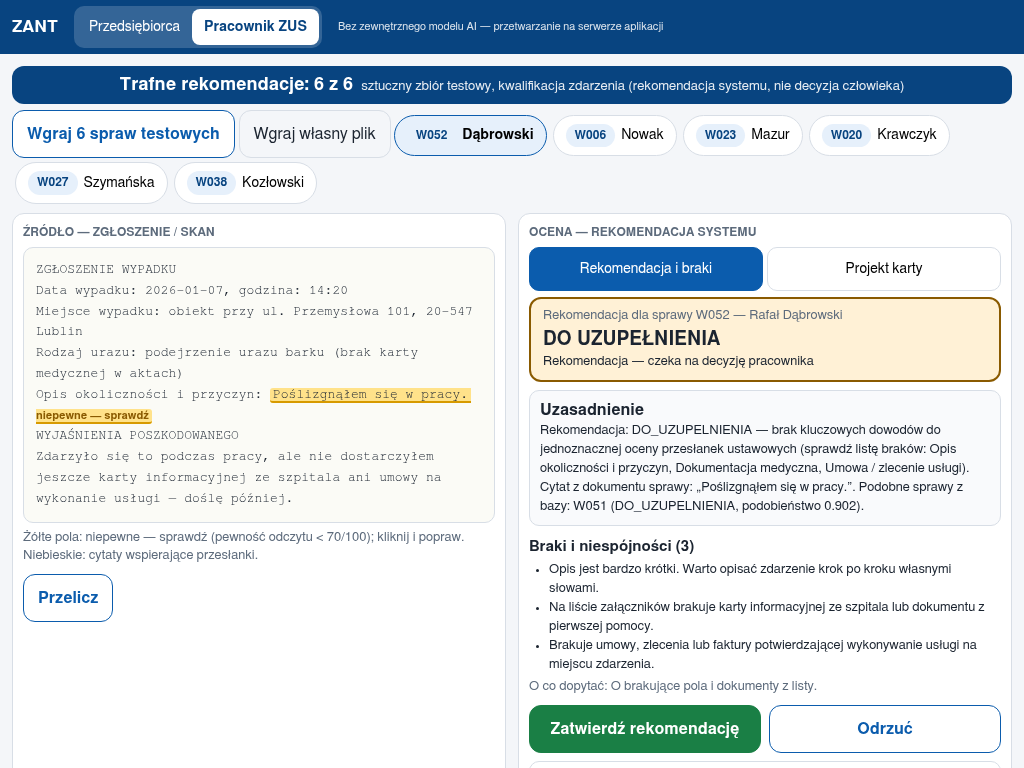 ZANT
Przedsiębiorca
Pracownik ZUS
Bez zewnętrznego modelu AI — przetwarzanie na serwerze aplikacji
Trafne rekomendacje: 6 z 6 sztuczny zbiór testowy, kwalifikacja zdarzenia (rekomendacja systemu, nie decyzja człowieka)
Wgraj 6 spraw testowych
Wgraj własny plik
W052 Dąbrowski
W006 Nowak
W023 Mazur
W020 Krawczyk
W027 Szymańska
W038 Kozłowski
ŹRÓDŁO — ZGŁOSZENIE / SKAN
ZGŁOSZENIE WYPADKU
Data wypadku: 2026-01-07, godzina: 14:20
Miejsce wypadku: obiekt przy ul. Przemysłowa 101, 20-547
Lublin
Rodzaj urazu: podejrzenie urazu barku (brak karty
medycznej w aktach)
Opis okoliczności i przyczyn: Poślizgnąłem się w pracy.
niepewne — sprawdź
WYJAŚNIENIA POSZKODOWANEGO
Zdarzyło się to podczas pracy, ale nie dostarczyłem
jeszcze karty informacyjnej ze szpitala ani umowy na
wykonanie usługi — doślę później.
Żółte pola: niepewne — sprawdź (pewność odczytu < 70/100); kliknij i popraw.
Niebieskie: cytaty wspierające przesłanki.
Przelicz
OCENA — REKOMENDACJA SYSTEMU
Rekomendacja i braki
Projekt karty
Rekomendacja dla sprawy W052 — Rafał Dąbrowski
DO UZUPEŁNIENIA
Rekomendacja — czeka na decyzję pracownika
Uzasadnienie
Rekomendacja: DO_UZUPELNIENIA — brak kluczowych dowodów do
jednoznacznej oceny przesłanek ustawowych (sprawdź listę braków: Opis
okoliczności i przyczyn, Dokumentacja medyczna, Umowa / zlecenie usługi).
Cytat z dokumentu sprawy: „Poślizgnąłem się w pracy.”. Podobne sprawy z
bazy: W051 (DO_UZUPELNIENIA, podobieństwo 0.902).
Braki i niespójności (3)
• Opis jest bardzo krótki. Warto opisać zdarzenie krok po kroku własnymi
słowami.
• Na liście załączników brakuje karty informacyjnej ze szpitala lub dokumentu z
pierwszej pomocy.
• Brakuje umowy, zlecenia lub faktury potwierdzającej wykonywanie usługi na
miejscu zdarzenia.
O co dopytać: O brakujące pola i dokumenty z listy.
Zatwierdź rekomendację
Odrzuć